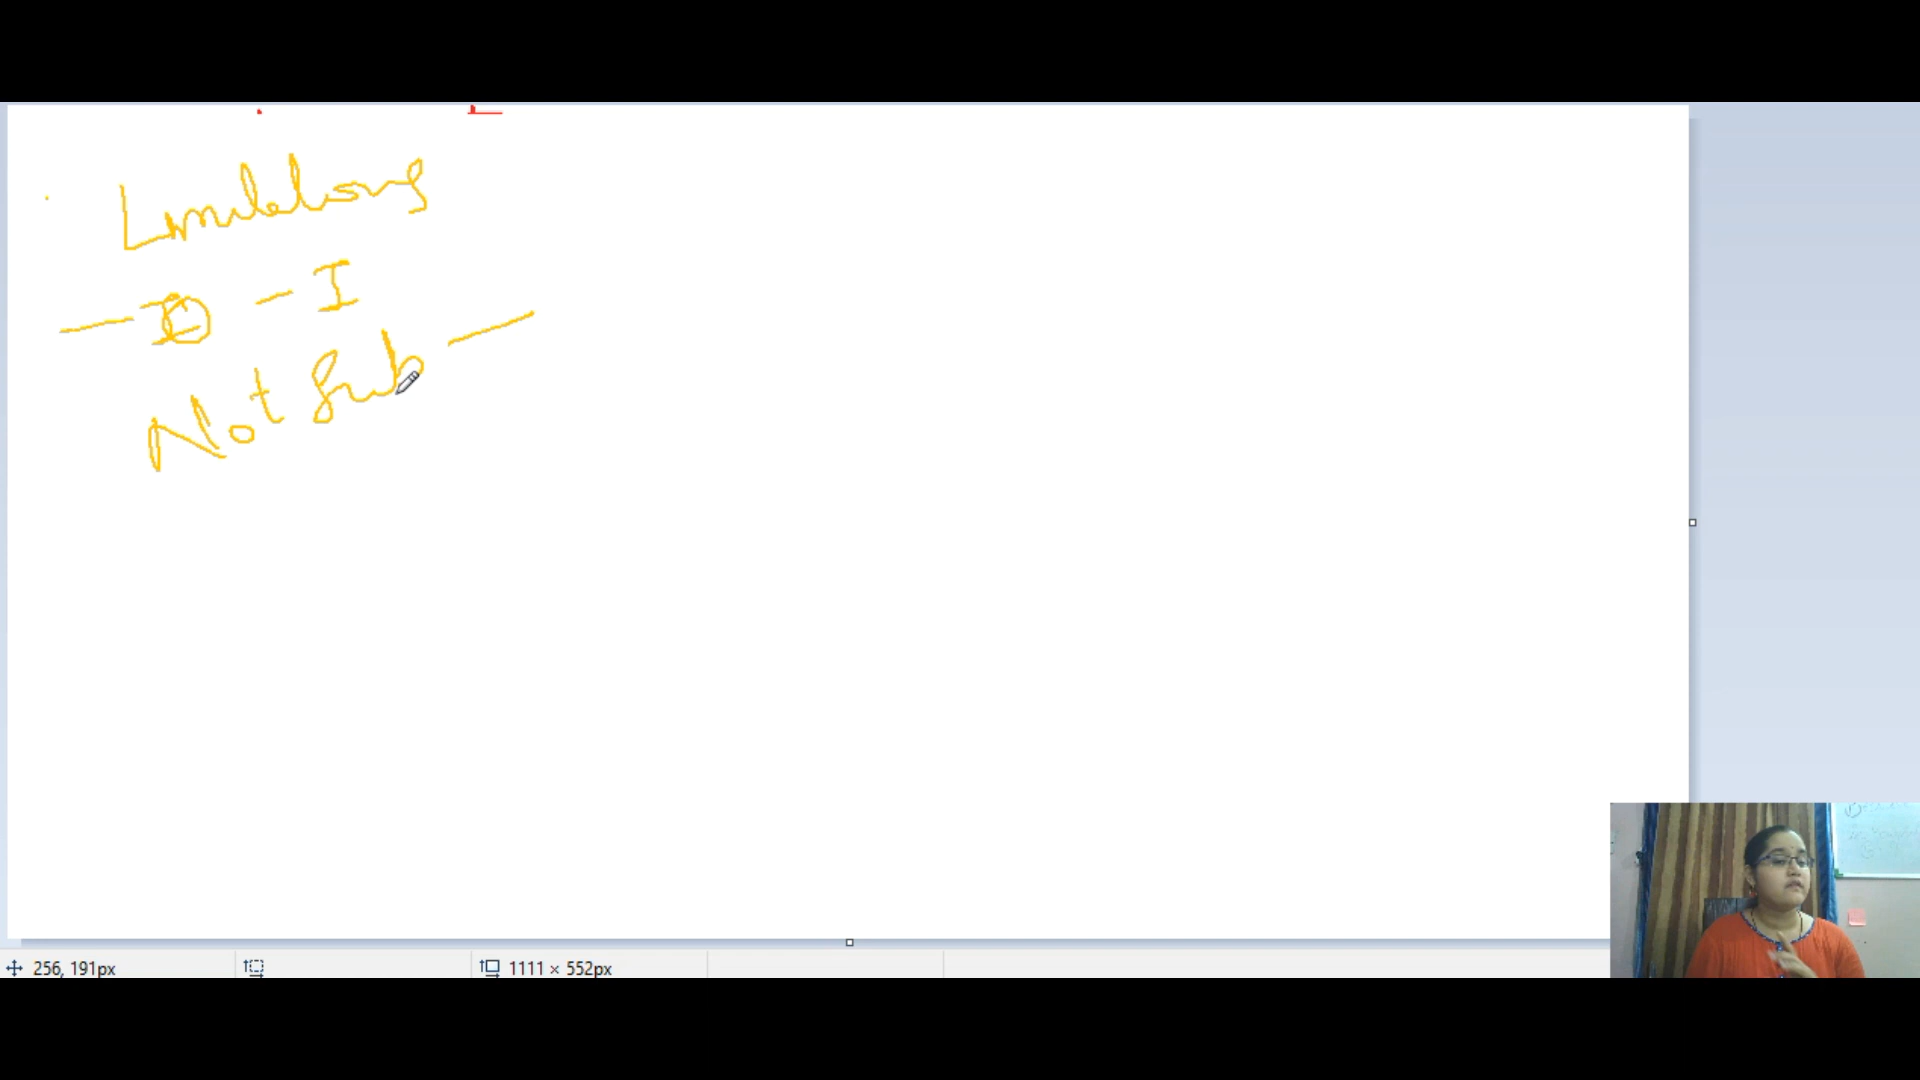 Limitations
- I
Not Sub -
256, 191px
1111 × 552px